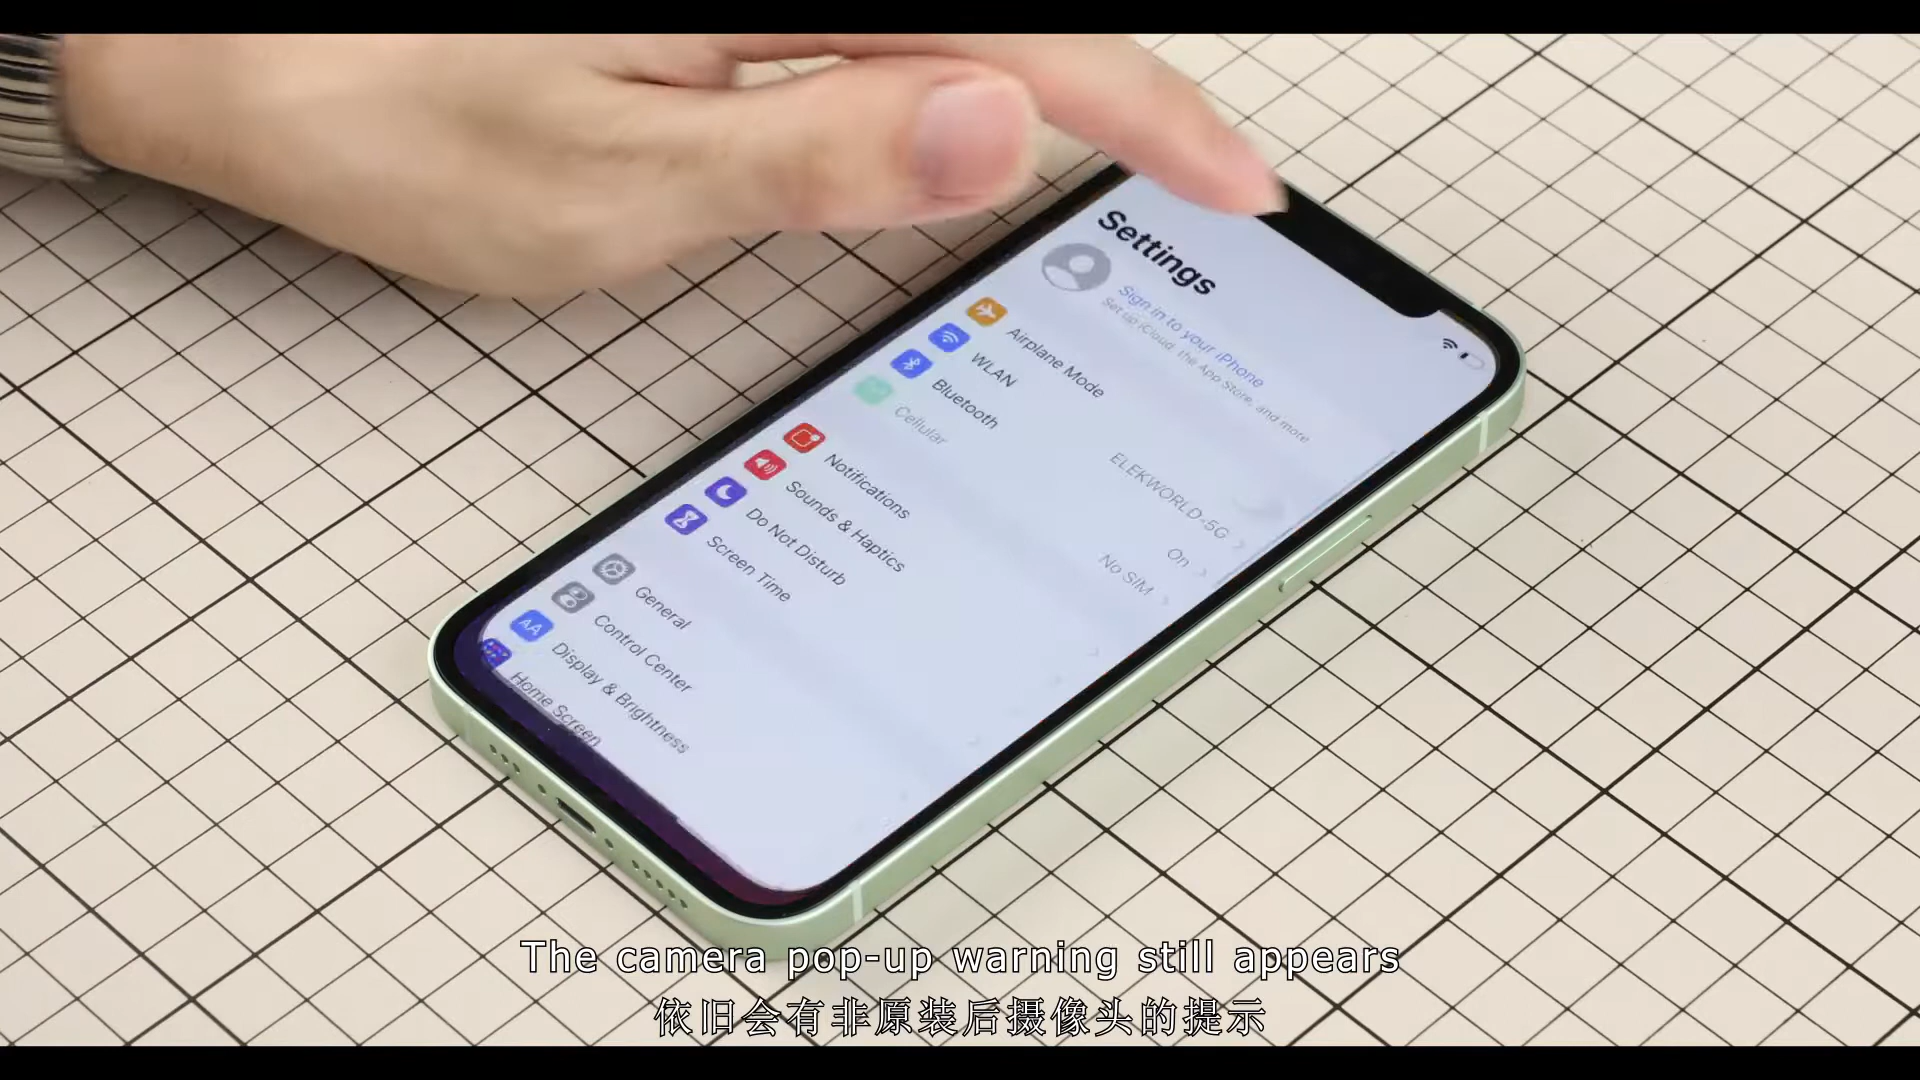 Settings
Sign in to your iPhone
Set up iCloud, the App Store, and more
Airplane Mode
WLAN
ELEKWORLD-5G
Bluetooth
On
Cellular
No SIM
Notifications
Sounds & Haptics
Do Not Disturb
Screen Time
General
Control Center
AA
Display & Brightness
Home Screen
The camera pop-up warning still appears
依旧会有非原装后摄像头的提示